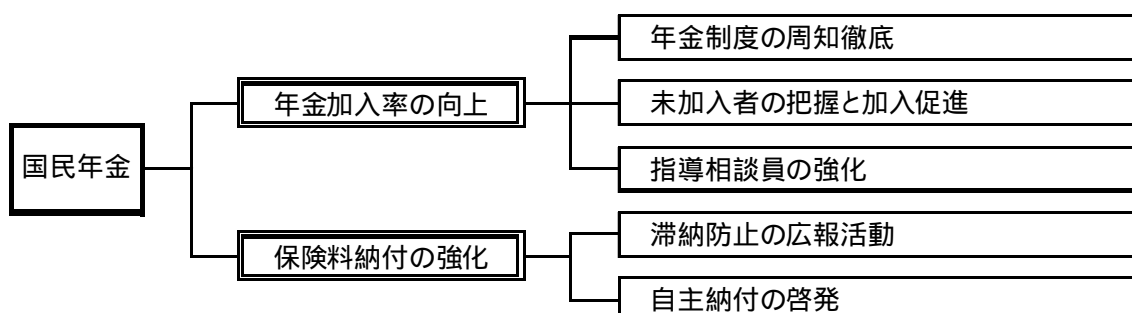 年金制度の周知徹底
年金加入率の向上
未加入者の把握と加入促進
国民年金
指導相談員の強化
滞納防止の広報活動
保険料納付の強化
自主納付の啓発